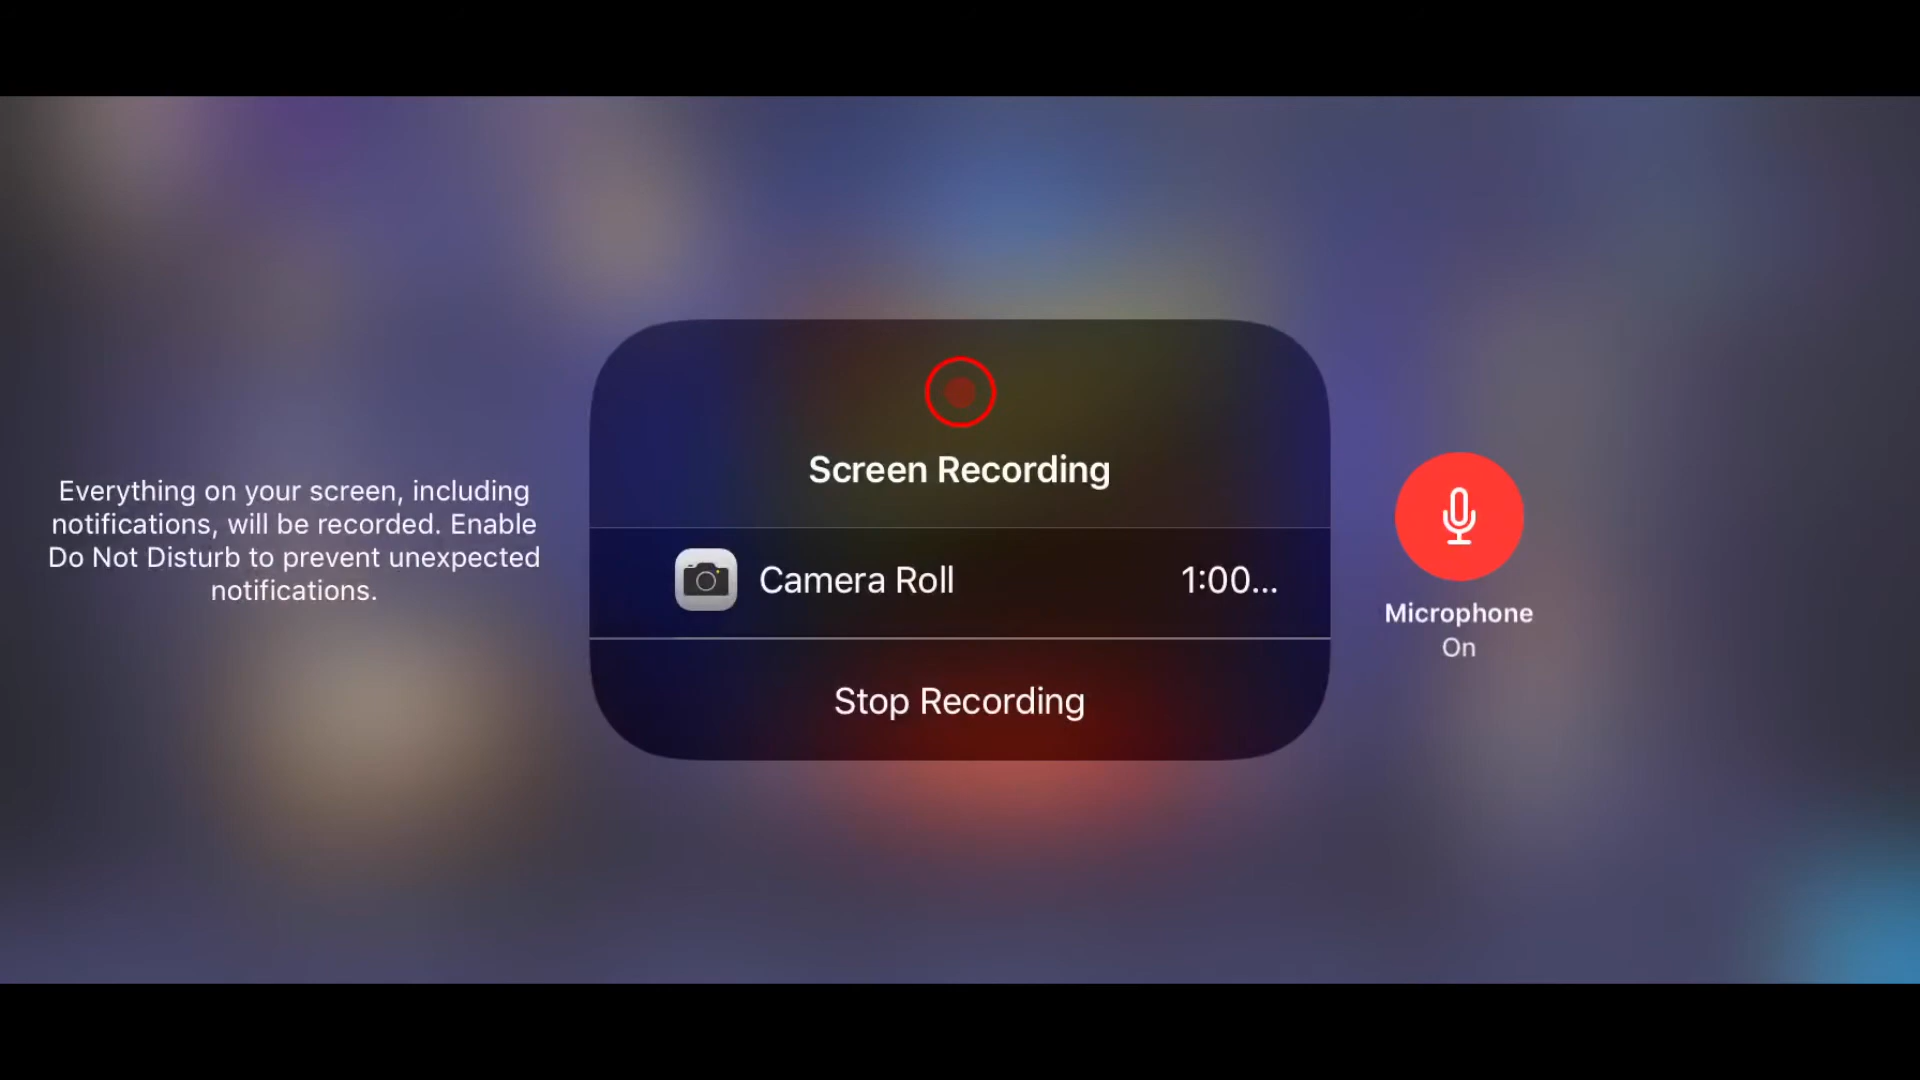 Everything on your screen, including
notifications, will be recorded. Enable
Do Not Disturb to prevent unexpected
notifications.
Screen Recording
Camera Roll 1:00...
Stop Recording
Microphone
On